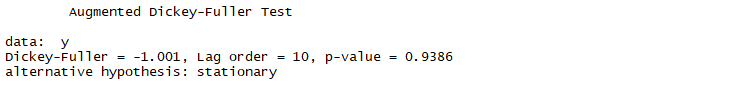 Augmented Dickey-Fuller Test
data:  y
Dickey-Fuller = -1.001, Lag order = 10, p-value = 0.9386
alternative hypothesis: stationary